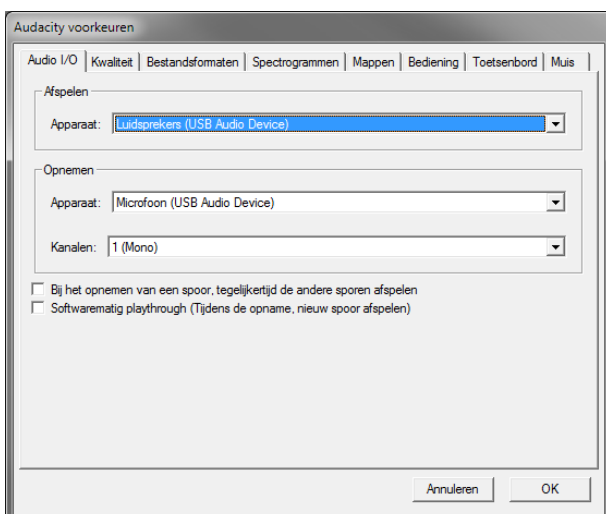 Audacity voorkeuren
Audio I/O Kwaliteit Bestandsformaten Spectrogrammen Mappen Bediening Toetsenbord Muis
Afspelen
Apparaat: Luidsprekers (USB Audio Device)
Opnemen
Apparaat: Microfoon (USB Audio Device)
Kanalen: 1 (Mono)
Bij het opnemen van een spoor, tegelijkertijd de andere sporen afspelen
Softwarematig playthrough (Tijdens de opname, nieuw spoor afspelen)
Annuleren OK